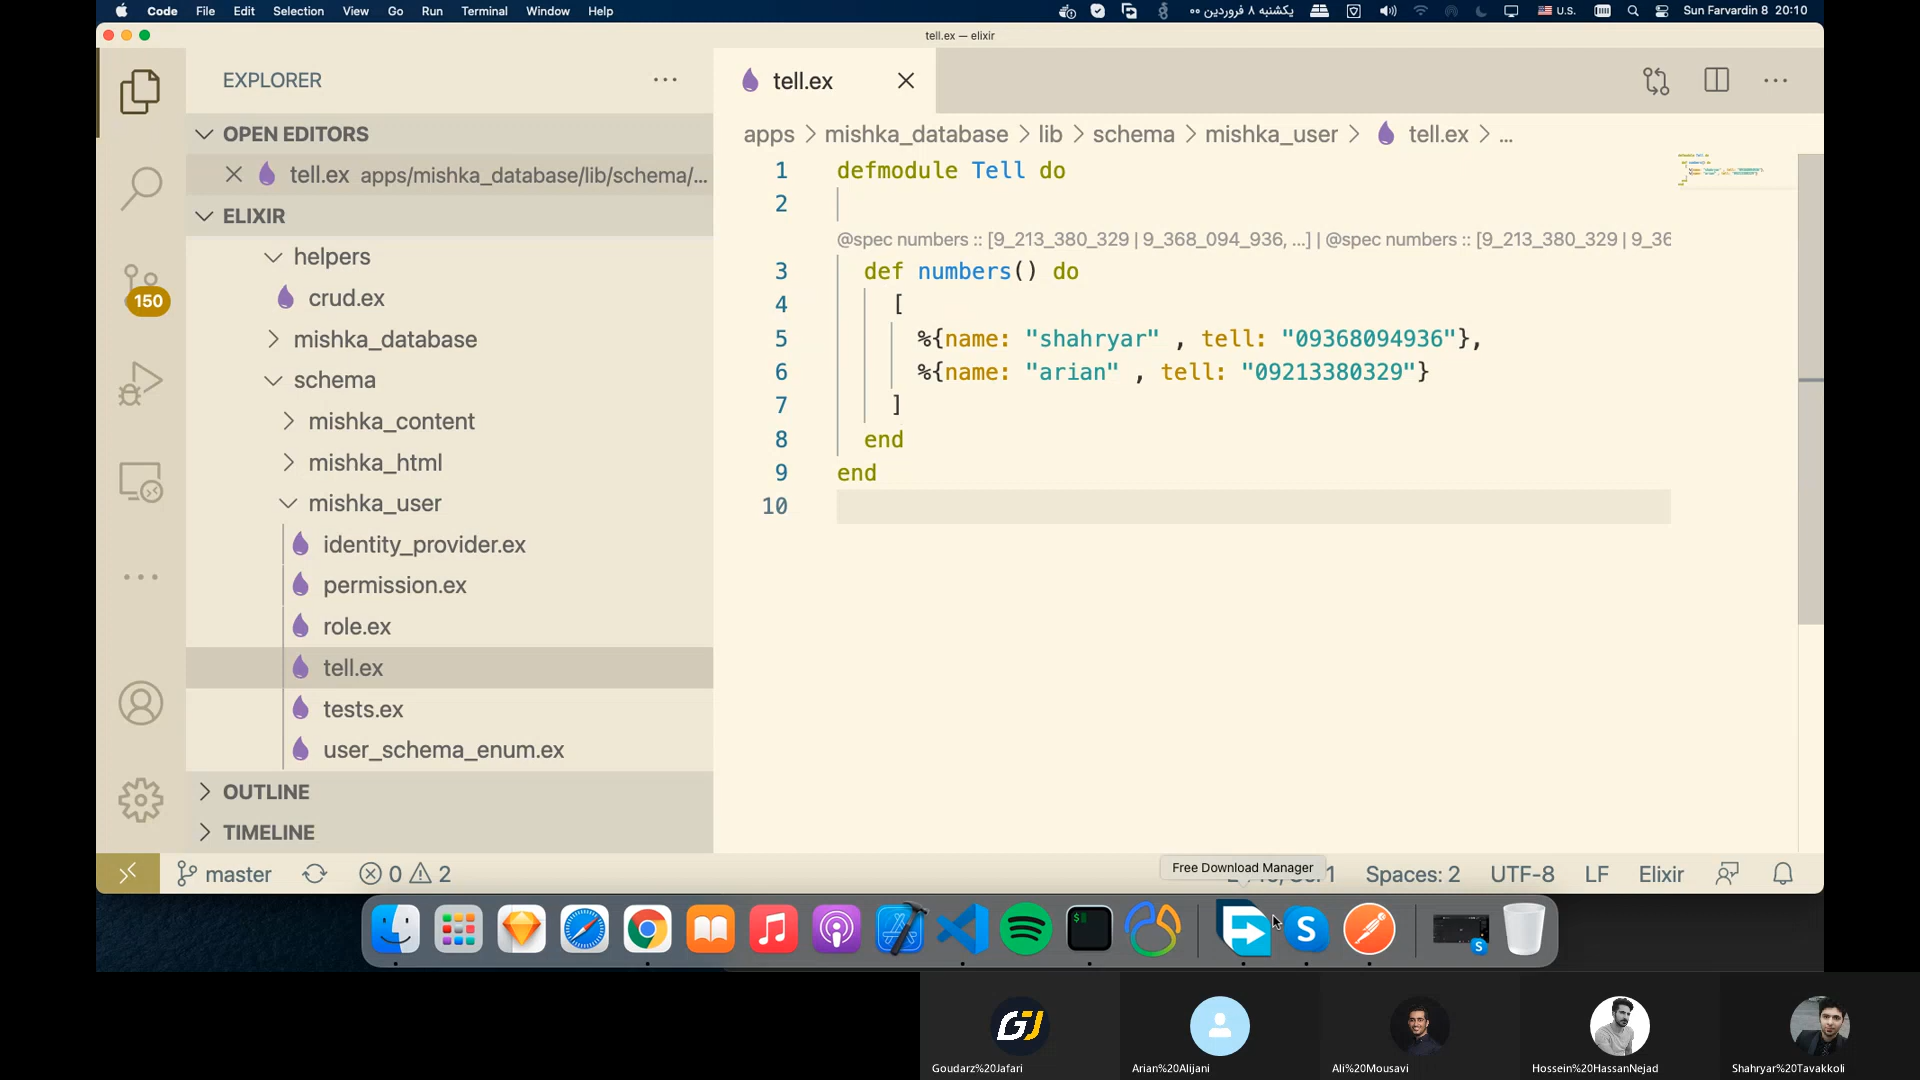 Code File Edit Selection View Go Run Terminal Window Help یکشنبه ۸ فروردین ۰۰ U.S. Sun Farvardin 8 20:10
tell.ex — elixir
EXPLORER
OPEN EDITORS
tell.ex apps/mishka_database/lib/schema/...
ELIXIR
helpers
crud.ex
mishka_database
schema
mishka_content
mishka_html
mishka_user
identity_provider.ex
permission.ex
role.ex
tell.ex
tests.ex
user_schema_enum.ex
OUTLINE
TIMELINE
150
tell.ex
apps > mishka_database > lib > schema > mishka_user > tell.ex > ...
1 defmodule Tell do
2
@spec numbers :: [9_213_380_329 | 9_368_094_936, ...] | @spec numbers :: [9_213_380_329 | 9_36
3 def numbers() do
4 [
5 %{name: "shahryar" , tell: "09368094936"},
6 %{name: "arian" , tell: "09213380329"}
7 ]
8 end
9 end
10
master 0 2 Spaces: 2 UTF-8 LF Elixir
Free Download Manager
Goudarz%20Jafari Arian%20Alijani Ali%20Mousavi Hossein%20HassanNejad Shahryar%20Tavakkoli